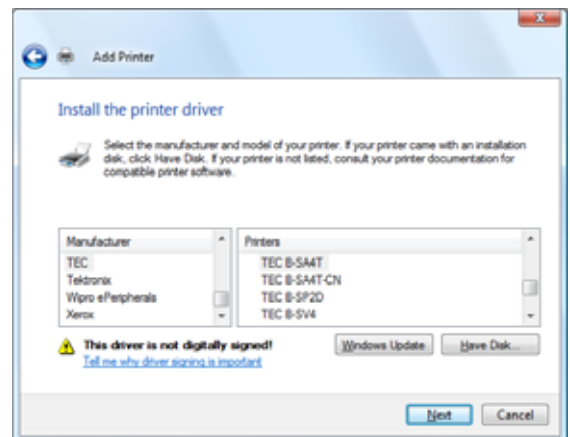 Add Printer
Install the printer driver
Select the manufacturer and model of your printer. If your printer came with an installation
disk, click Have Disk. If your printer is not listed, consult your printer documentation for
compatible printer software.
Manufacturer
TEC
Tektronix
Wipro ePeripherals
Xerox
Printers
TEC B-SA4T
TEC B-SA4T-CN
TEC B-SP2D
TEC B-SV4
This driver is not digitally signed!
Tell me why driver signing is important
Windows Update
Have Disk...
Next
Cancel